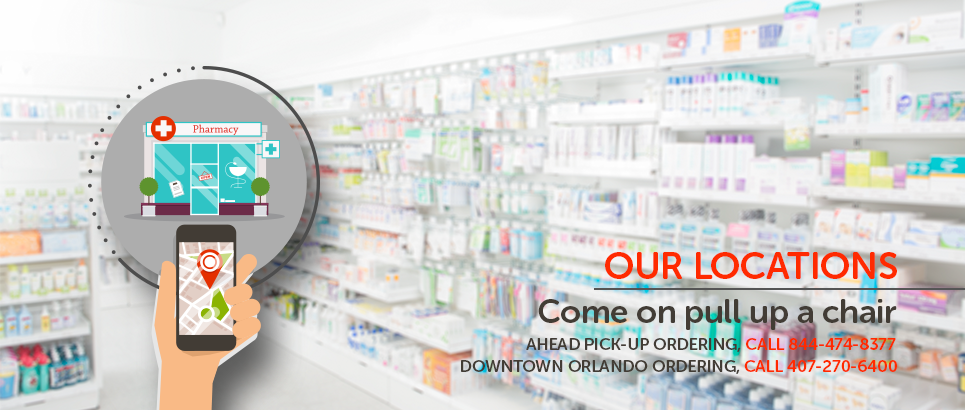 Pharmacy
OUR LOCATIONS
Come on pull up a chair
AHEAD PICK-UP ORDERING, CALL 844-474-8377
DOWNTOWN ORLANDO ORDERING, CALL 407-270-6400